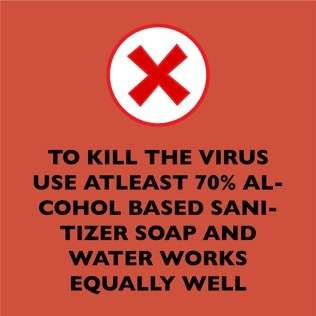 TO KILL THE VIRUS
USE ATLEAST 70% AL-
COHOL BASED SANI-
TIZER SOAP AND
WATER WORKS
EQUALLY WELL